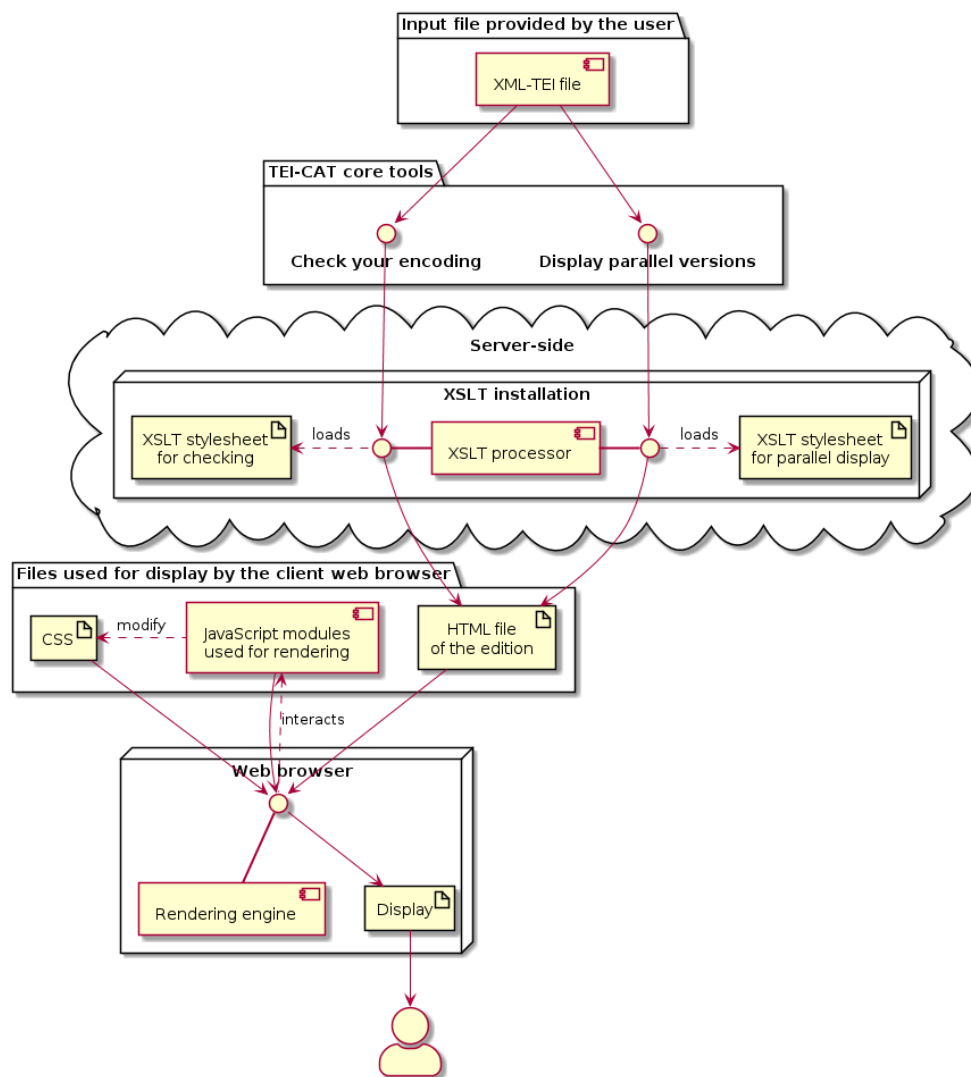 Input file provided by the user
XML-TEI file
TEI-CAT core tools
Check your encoding
Display parallel versions
Server-side
XSLT installation
XSLT stylesheet
for checking
loads
XSLT processor
loads
XSLT stylesheet
for parallel display
Files used for display by the client web browser
CSS
modify
JavaScript modules
used for rendering
HTML file
of the edition
interacts
Web browser
Rendering engine
Display